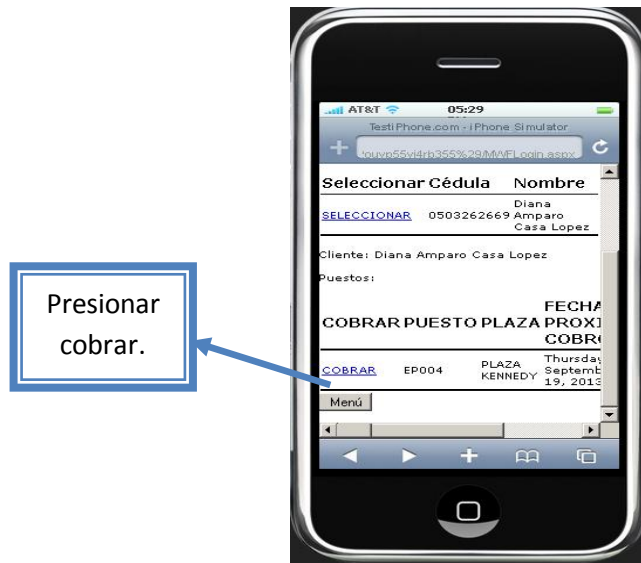 AT&T 05:29
TestiPhone.com - iPhone Simulator
Seleccionar Cédula Nombre
SELECCIONAR 0503262669 Diana
Amparo
Casa Lopez
Cliente: Diana Amparo Casa Lopez
Puestos:
COBRAR PUESTO PLAZA FECHA
PROXI
COBR
COBRAR EP004 PLAZA
KENNEDY Thursday
Septemb
19, 2013
Menú
Presionar
cobrar.